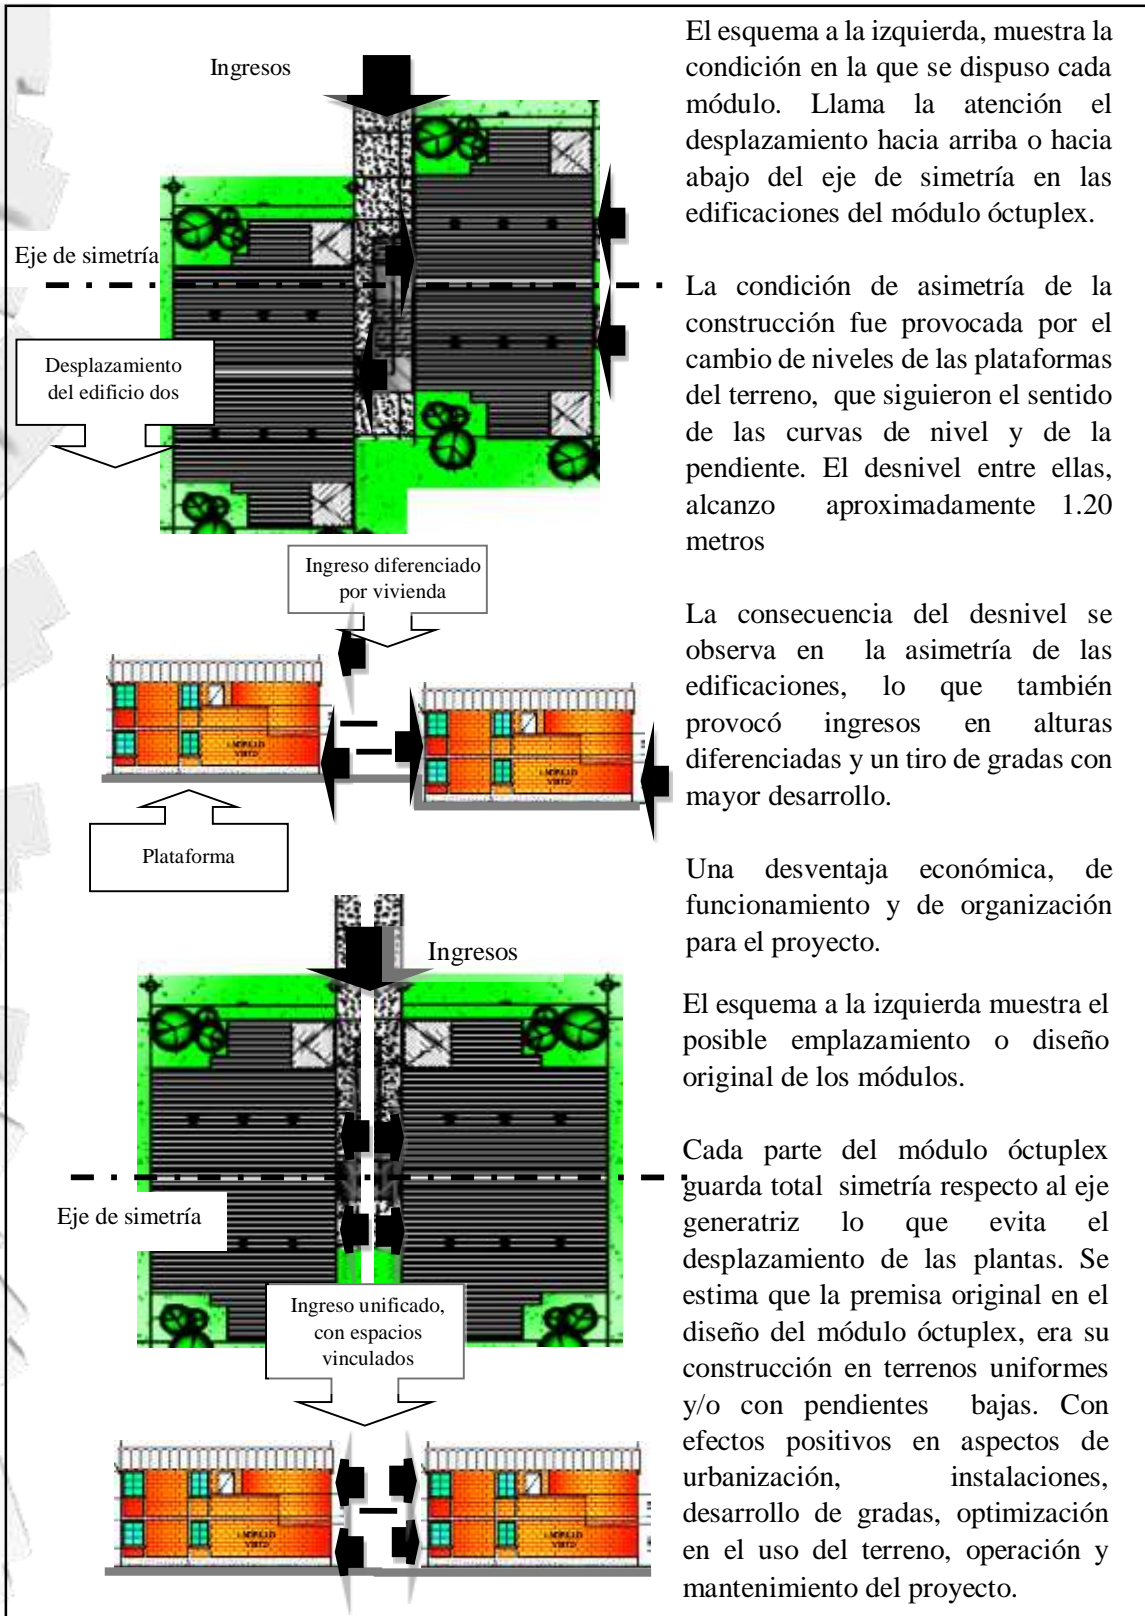 Ingresos
Eje de simetría
Desplazamiento
del edificio dos
El esquema a la izquierda, muestra la
condición en la que se dispuso cada
módulo. Llama la atención el
desplazamiento hacia arriba o hacia
abajo del eje de simetría en las
edificaciones del módulo óctuplex.
La condición de asimetría de la
construcción fue provocada por el
cambio de niveles de las plataformas
del terreno, que siguieron el sentido
de las curvas de nivel y de la
pendiente. El desnivel entre ellas,
alcanzo aproximadamente 1.20
metros
Ingreso diferenciado
por vivienda
Plataforma
La consecuencia del desnivel se
observa en la asimetría de las
edificaciones, lo que también
provocó ingresos en alturas
diferenciadas y un tiro de gradas con
mayor desarrollo.
Una desventaja económica, de
funcionamiento y de organización
para el proyecto.
Ingresos
Eje de simetría
Ingreso unificado,
con espacios
vinculados
El esquema a la izquierda muestra el
posible emplazamiento o diseño
original de los módulos.
Cada parte del módulo óctuplex
guarda total simetría respecto al eje
generatriz lo que evita el
desplazamiento de las plantas. Se
estima que la premisa original en el
diseño del módulo óctuplex, era su
construcción en terrenos uniformes
y/o con pendientes bajas. Con
efectos positivos en aspectos de
urbanización, instalaciones,
desarrollo de gradas, optimización
en el uso del terreno, operación y
mantenimiento del proyecto.